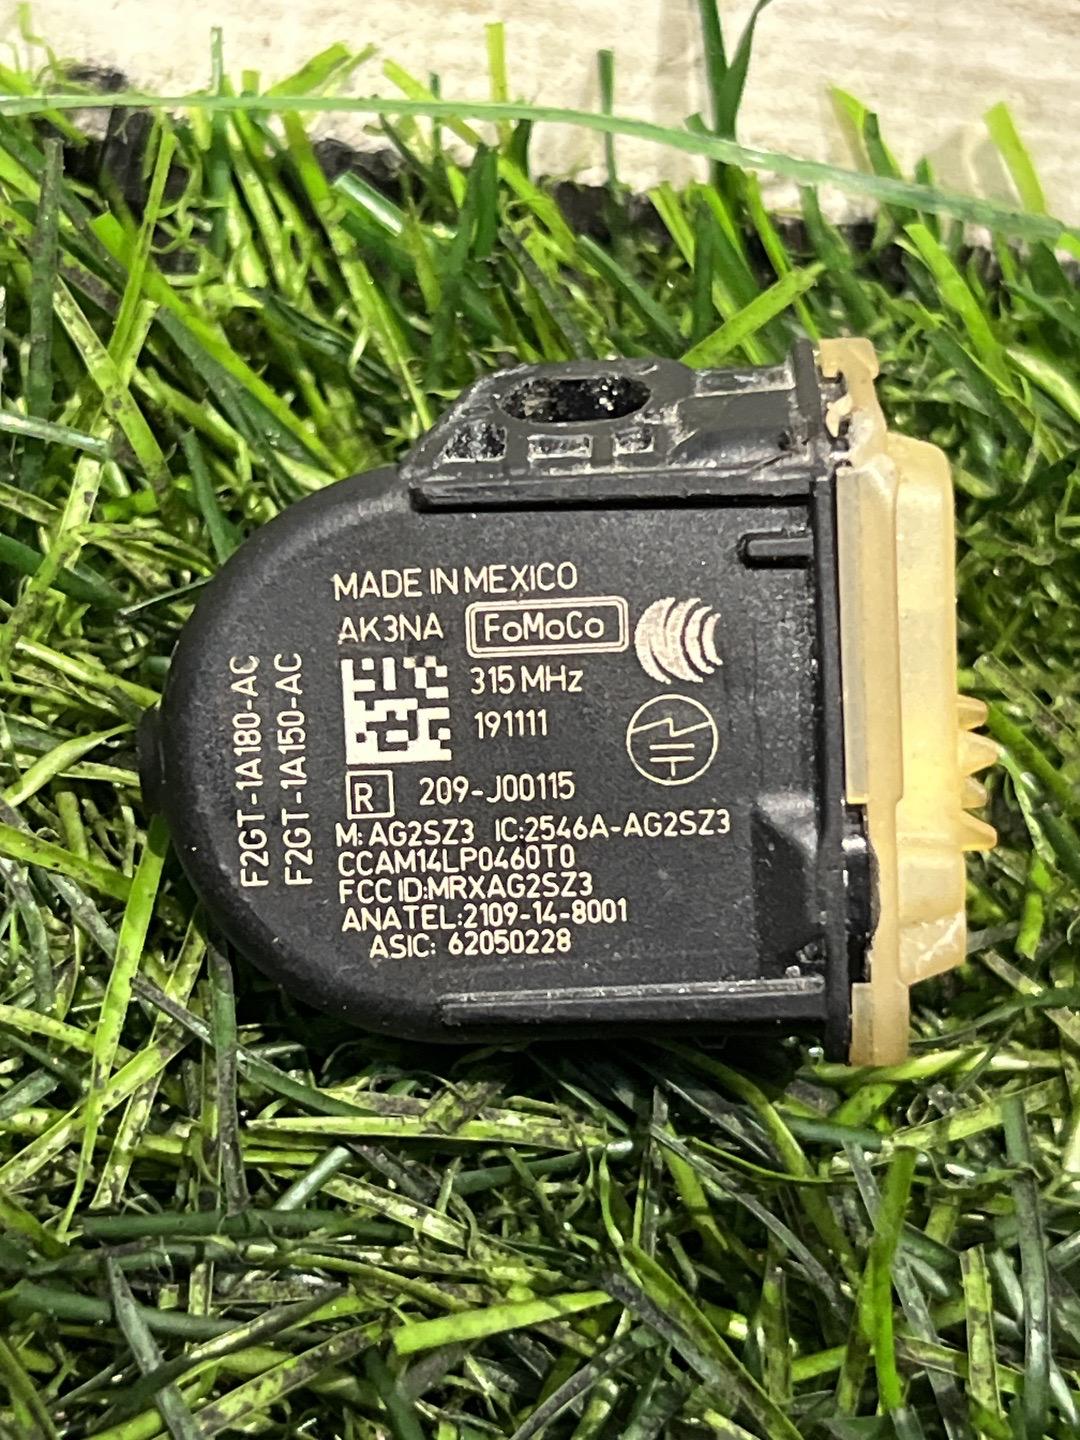 MADE IN MEXICO
AK3NA FoMoCo
315 MHz
191111
R 209-J00115
M: AG2SZ3 IC:2546A-AG2SZ3
CCAM14LP0460T0
FCC ID:MRXAG2SZ3
ANATEL:2109-14-8001
ASIC: 62050228
F2GT-1A180-AC
F2GT-1A150-AC